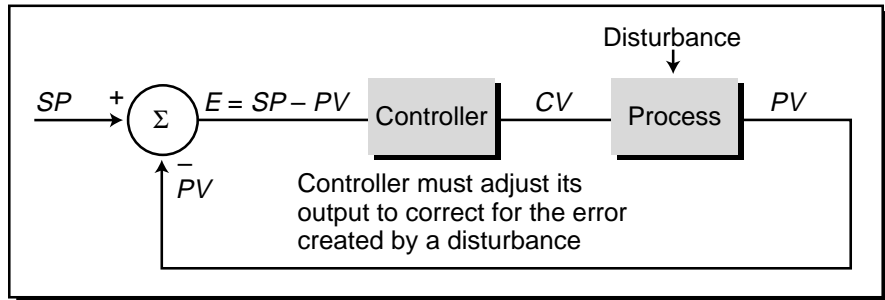 Disturbance
SP + Σ E = SP – PV Controller CV Process PV
–
PV
Controller must adjust its
output to correct for the error
created by a disturbance